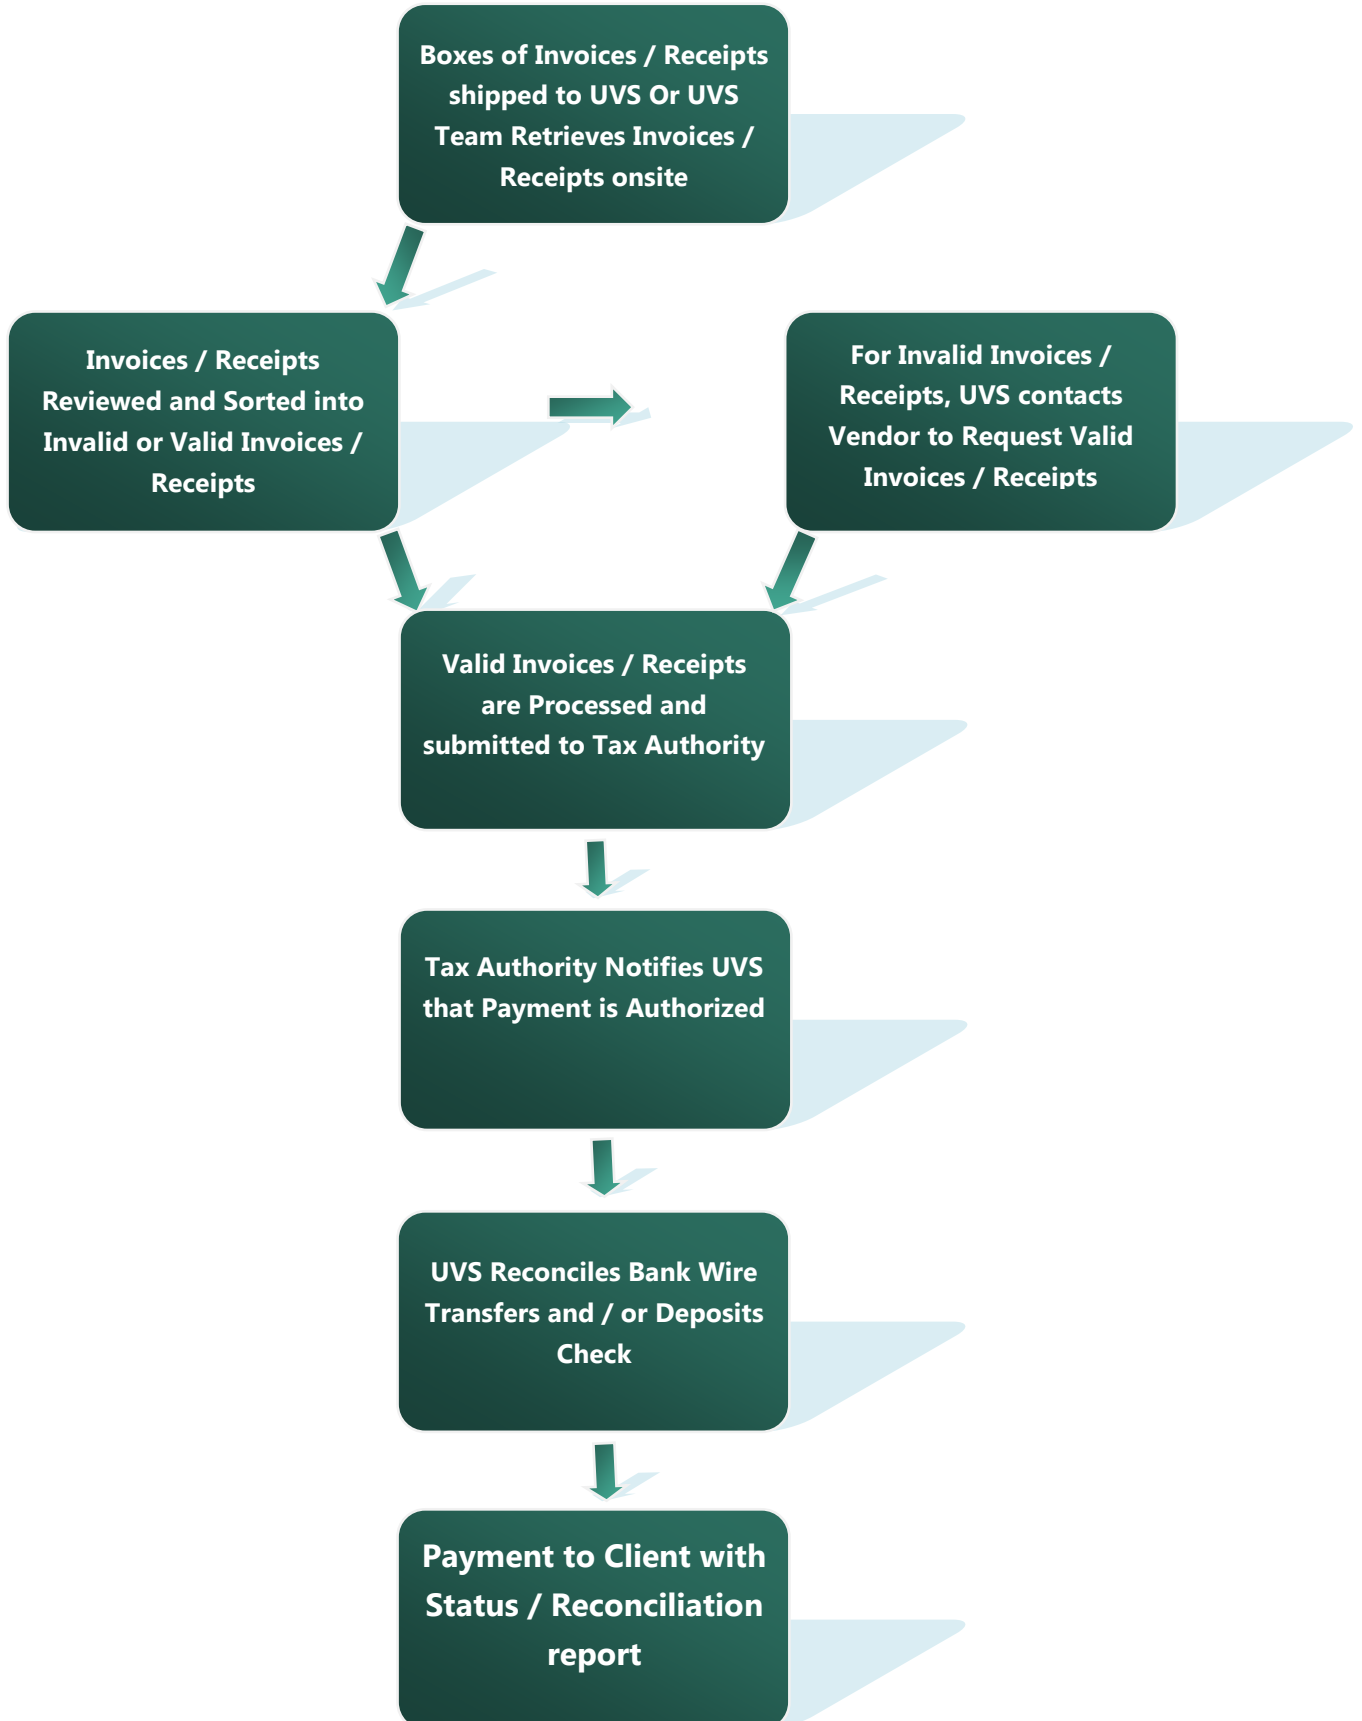 Boxes of Invoices / Receipts
shipped to UVS Or UVS
Team Retrieves Invoices /
Receipts onsite
Invoices / Receipts
Reviewed and Sorted into
Invalid or Valid Invoices /
Receipts
For Invalid Invoices /
Receipts, UVS contacts
Vendor to Request Valid
Invoices / Receipts
Valid Invoices / Receipts
are Processed and
submitted to Tax Authority
Tax Authority Notifies UVS
that Payment is Authorized
UVS Reconciles Bank Wire
Transfers and / or Deposits
Check
Payment to Client with
Status / Reconciliation
report